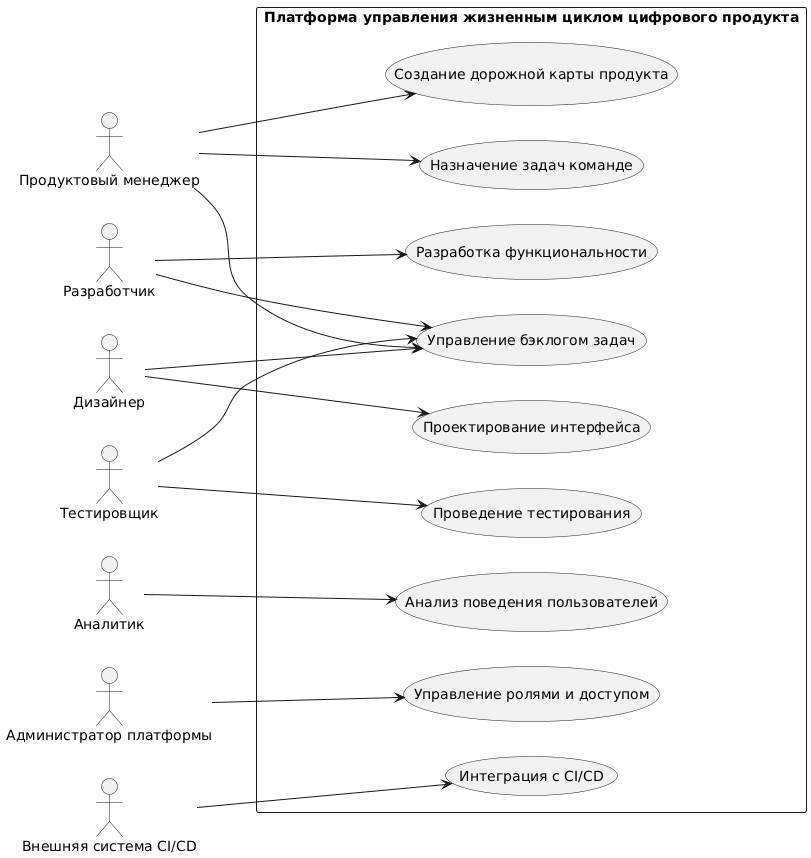 Платформа управления жизненным циклом цифрового продукта
Создание дорожной карты продукта
Назначение задач команде
Продуктовый менеджер
Разработка функциональности
Разработчик
Управление бэклогом задач
Дизайнер
Проектирование интерфейса
Тестировщик
Проведение тестирования
Анализ поведения пользователей
Аналитик
Управление ролями и доступом
Администратор платформы
Интеграция с CI/CD
Внешняя система CI/CD